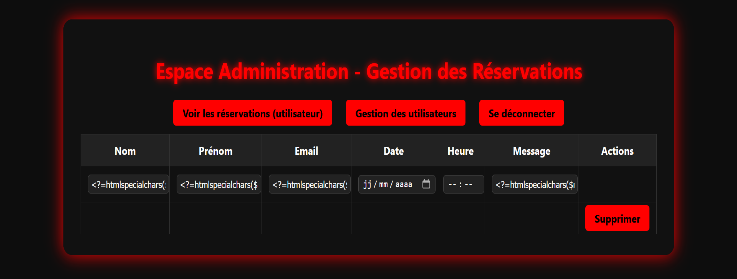 Espace Administration - Gestion des Réservations
Voir les réservations (utilisateur) Gestion des utilisateurs Se déconnecter
Nom Prénom Email Date Heure Message Actions
<?=htmlspecialchars( <?=htmlspecialchars($ <?=htmlspecialchars( jj/mm/aaaa --:-- <?=htmlspecialchars($
Supprimer